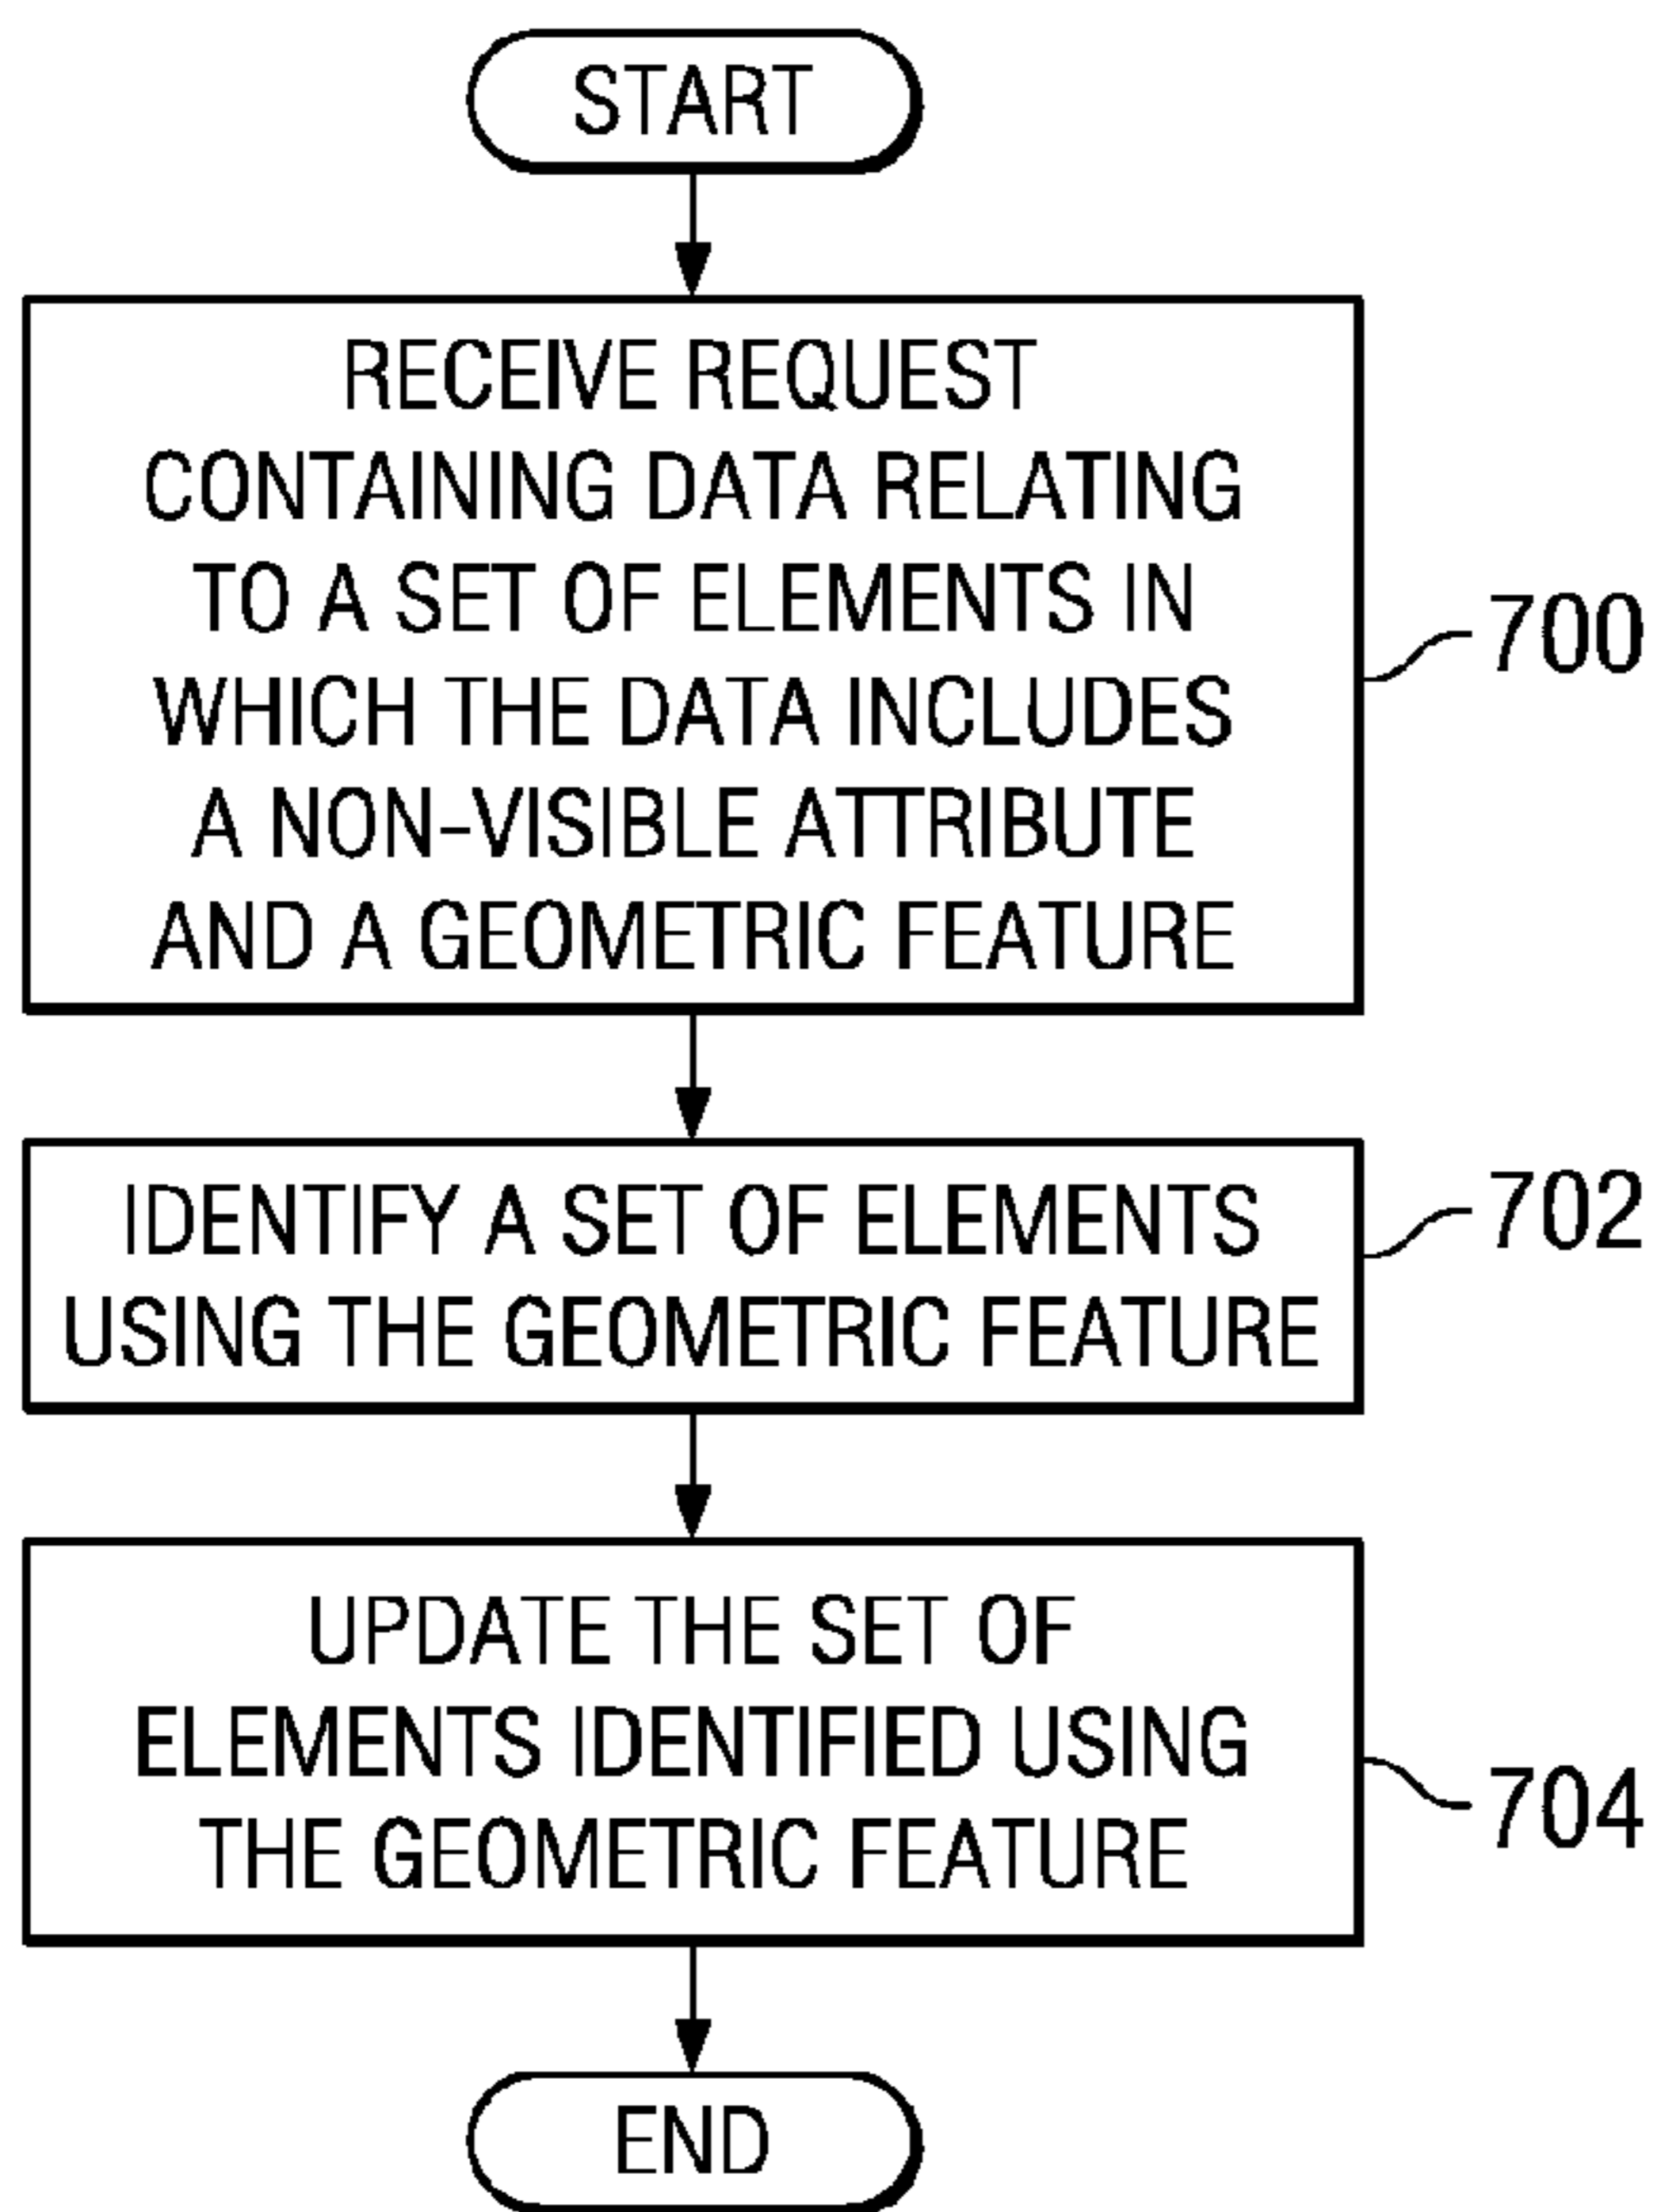 START
RECEIVE REQUEST
CONTAINING DATA RELATING
TO A SET OF ELEMENTS IN
WHICH THE DATA INCLUDES
A NON-VISIBLE ATTRIBUTE
AND A GEOMETRIC FEATURE
700
IDENTIFY A SET OF ELEMENTS
USING THE GEOMETRIC FEATURE
702
UPDATE THE SET OF
ELEMENTS IDENTIFIED USING
THE GEOMETRIC FEATURE
704
END